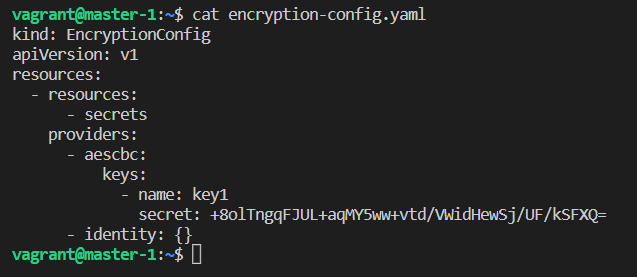 vagrant@master-1:~$ cat encryption-config.yaml
kind: EncryptionConfig
apiVersion: v1
resources:
  - resources:
      - secrets
    providers:
      - aescbc:
          keys:
            - name: key1
              secret: +8olTngqFJUL+aqMY5ww+vtd/VWidHewSj/UF/kSFXQ=
      - identity: {}
vagrant@master-1:~$